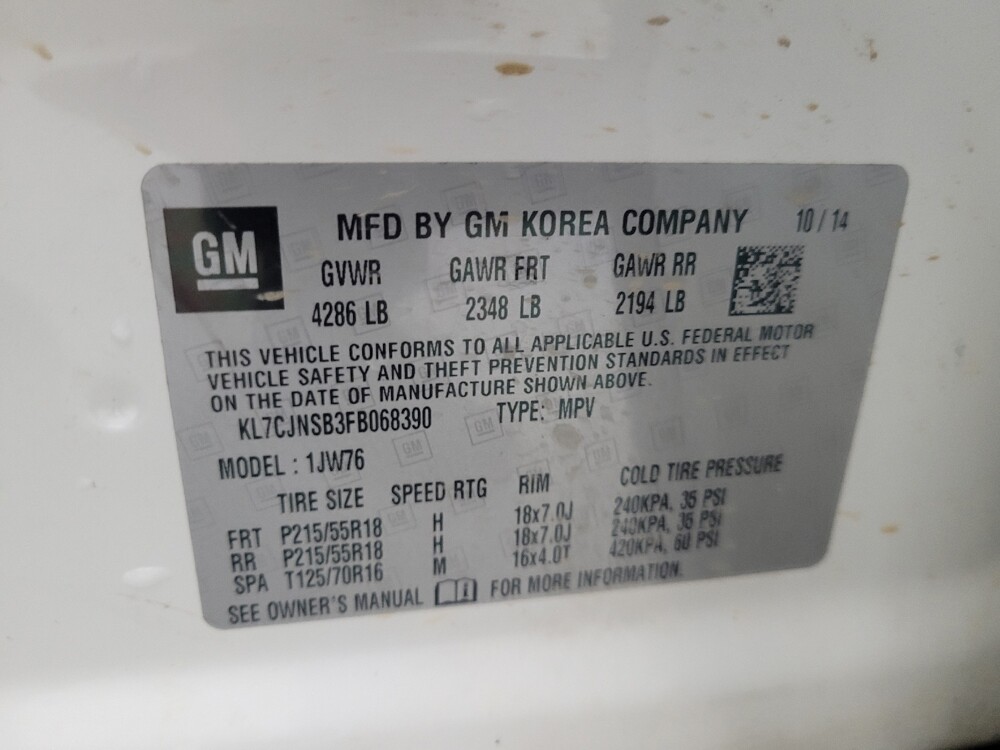 GM
MFD BY GM KOREA COMPANY 10 / 14
GVWR GAWR FRT GAWR RR
4286 LB 2348 LB 2194 LB
THIS VEHICLE CONFORMS TO ALL APPLICABLE U.S. FEDERAL MOTOR
VEHICLE SAFETY AND THEFT PREVENTION STANDARDS IN EFFECT
ON THE DATE OF MANUFACTURE SHOWN ABOVE.
KL7CJNSB3FB068390 TYPE: MPV
MODEL : 1JW76
TIRE SIZE SPEED RTG RIM COLD TIRE PRESSURE
FRT P215/55R18 H 18x7.0J 240KPA, 35 PSI
RR P215/55R18 H 18x7.0J 240KPA, 35 PSI
SPA T125/70R16 M 16x4.0T 420KPA, 60 PSI
SEE OWNER'S MANUAL FOR MORE INFORMATION.